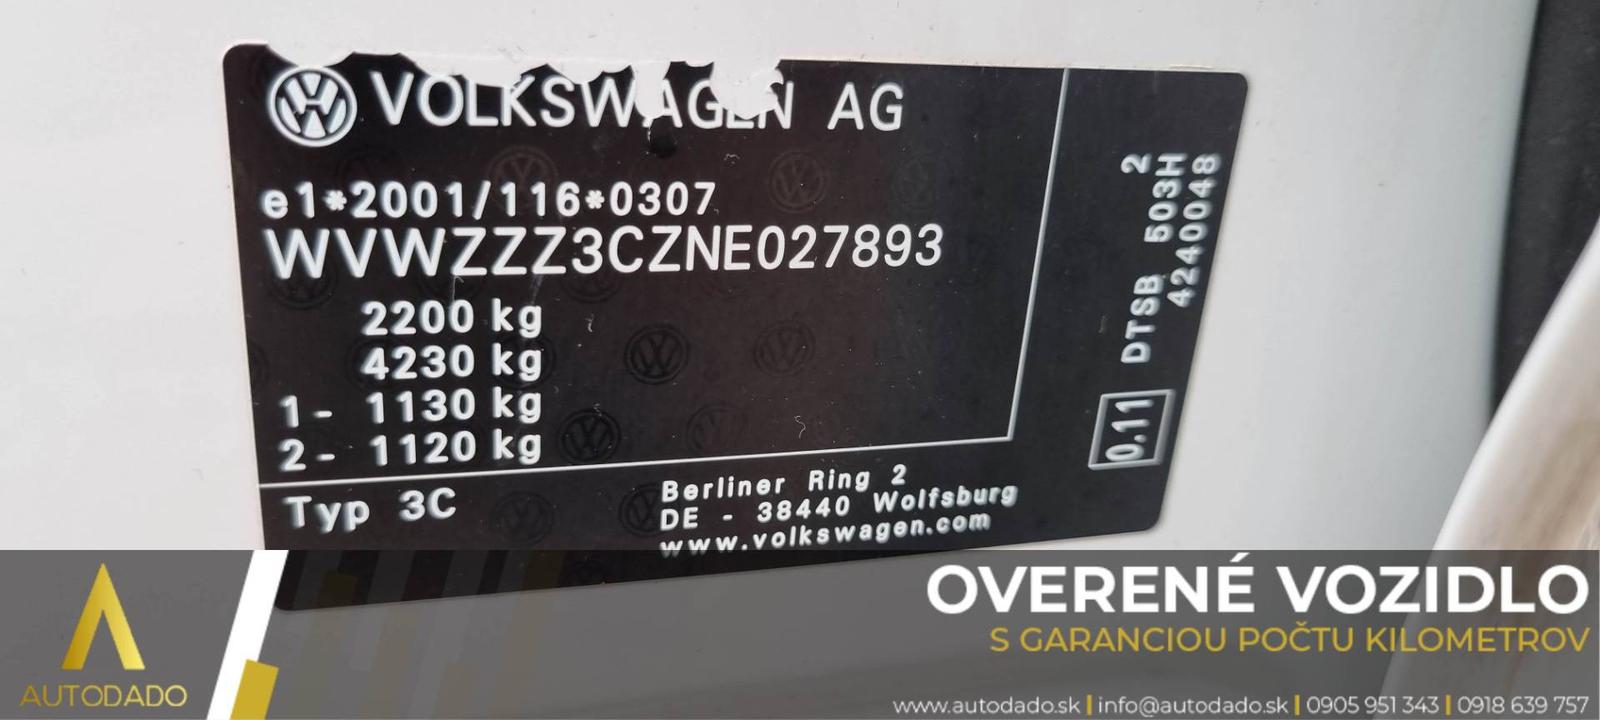 VOLKSWAGEN AG
e1*2001/116*0307
WVWZZZ3CZNE027893
2200 kg
4230 kg
1- 1130 kg
2- 1120 kg
Typ 3C
Berliner Ring 2
DE - 38440 Wolfsburg
www.volkswagen.com
2
DTSB 503H
4240048
0.11
AUTODADO
OVERENÉ VOZIDLO
S GARANCIOU POČTU KILOMETROV
www.autodado.sk | info@autodado.sk | 0905 951 343 | 0918 639 757